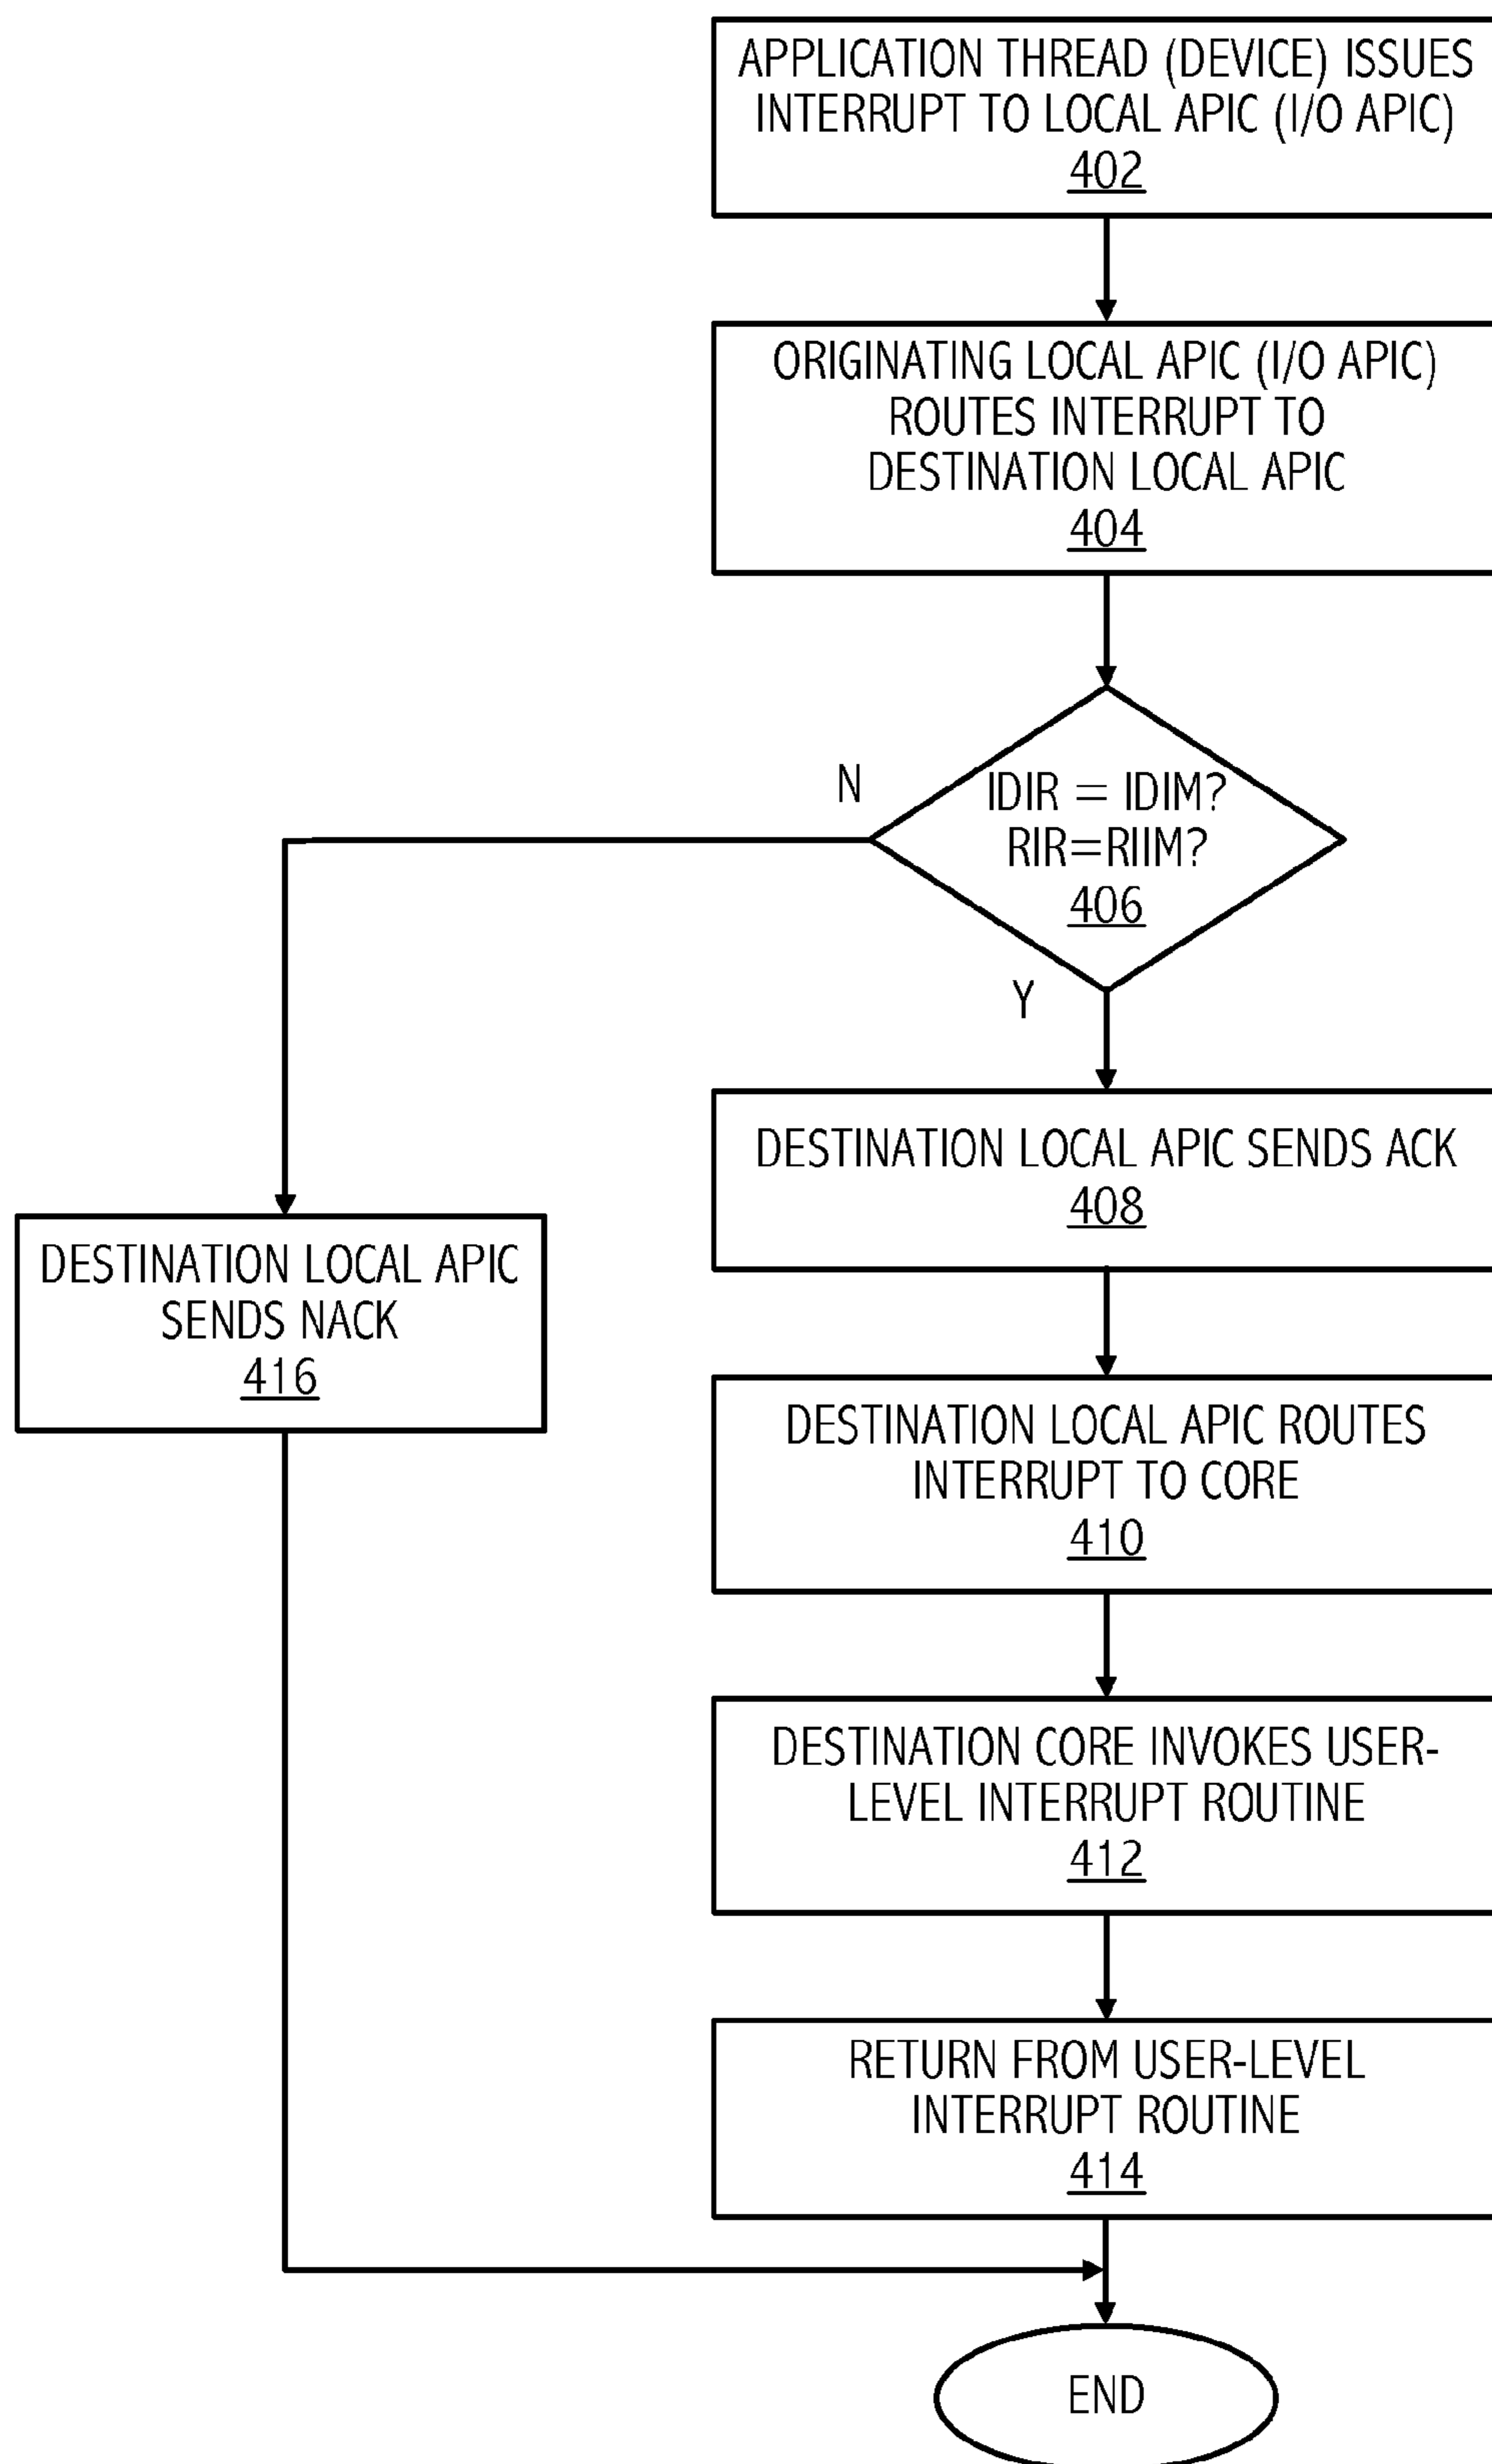 APPLICATION THREAD (DEVICE) ISSUES
INTERRUPT TO LOCAL APIC (I/O APIC)
402
ORIGINATING LOCAL APIC (I/O APIC)
ROUTES INTERRUPT TO
DESTINATION LOCAL APIC
404
N
IDIR = IDIM?
RIR=RIIM?
406
Y
DESTINATION LOCAL APIC SENDS ACK
408
DESTINATION LOCAL APIC
SENDS NACK
416
DESTINATION LOCAL APIC ROUTES
INTERRUPT TO CORE
410
DESTINATION CORE INVOKES USER-
LEVEL INTERRUPT ROUTINE
412
RETURN FROM USER-LEVEL
INTERRUPT ROUTINE
414
END